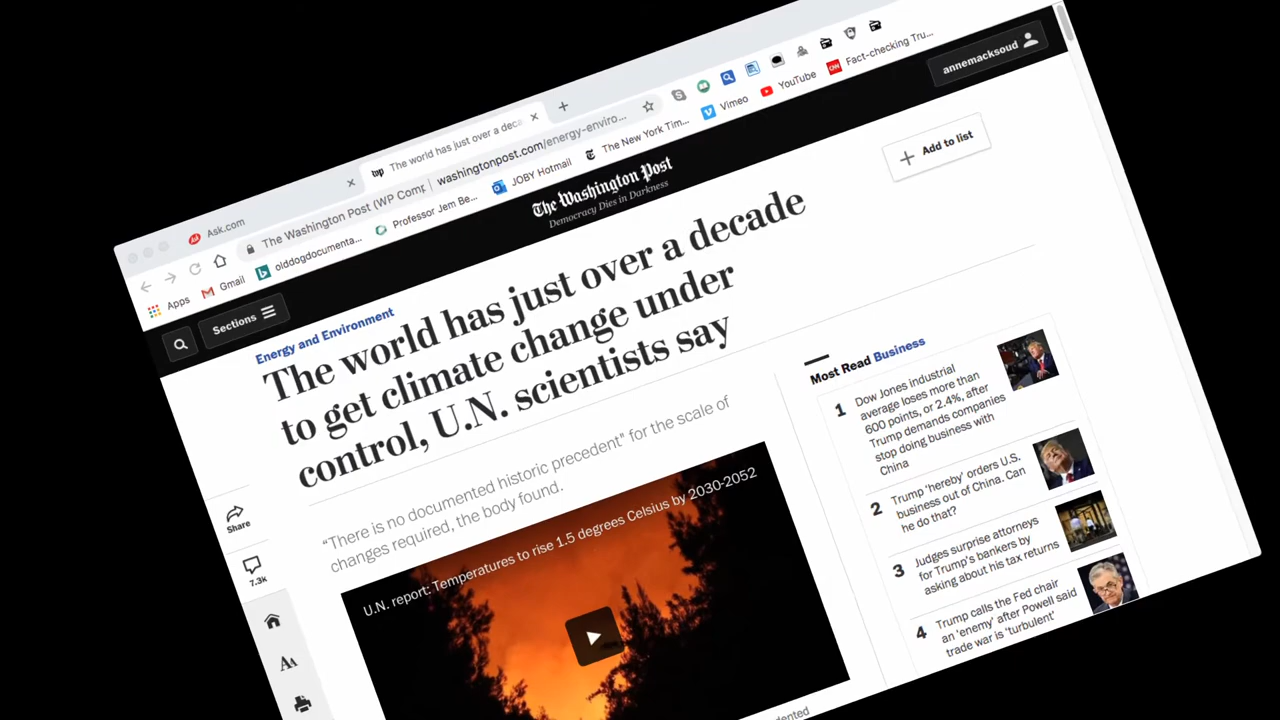 Ask.com
wp The world has just over a deca
The Washington Post (WP Comp | washingtonpost.com/energy-enviro...
Apps
Gmail
olddogdocumenta...
Professor Jem Be...
JOBY Hotmail
The New York Tim...
Vimeo
YouTube
CNN Fact-checking Tru...
Sections
The Washington Post
Democracy Dies in Darkness
annemacksoud
Add to list
Energy and Environment
The world has just over a decade
to get climate change under
control, U.N. scientists say
“There is no documented historic precedent" for the scale of
changes required, the body found.
U.N. report: Temperatures to rise 1.5 degrees Celsius by 2030-2052
Share
7.3k
Most Read Business
1 Dow Jones industrial
average loses more than
600 points, or 2.4%, after
Trump demands companies
stop doing business with
China
2 Trump 'hereby' orders U.S.
business out of China. Can
he do that?
3 Judges surprise attorneys
for Trump's bankers by
asking about his tax returns
4 Trump calls the Fed chair
an 'enemy' after Powell said
trade war is 'turbulent'